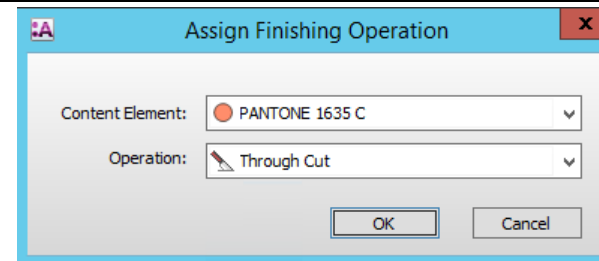 :A
Assign Finishing Operation
x
Content Element:
PANTONE 1635 C
Operation:
Through Cut
OK
Cancel